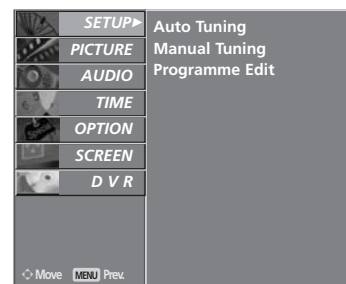 SETUP
PICTURE
AUDIO
TIME
OPTION
SCREEN
D V R
Move MENU Prev.
Auto Tuning
Manual Tuning
Programme Edit